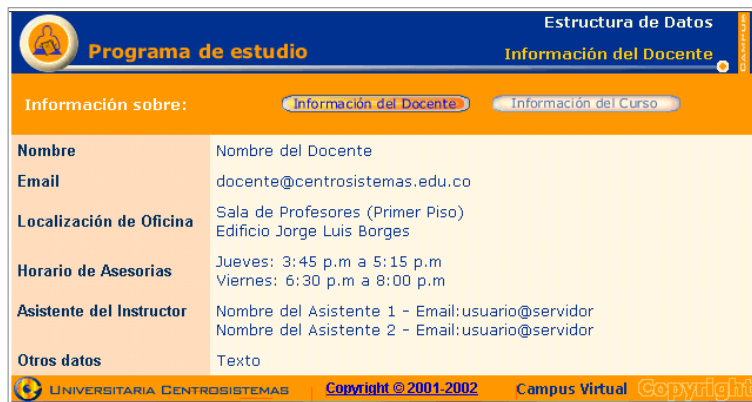 Estructura de Datos
Programa de estudio
Información del Docente
CAMPUS
Información sobre:
Información del Docente
Información del Curso
Nombre
Nombre del Docente
Email
docente@centrosistemas.edu.co
Localización de Oficina
Sala de Profesores (Primer Piso)
Edificio Jorge Luis Borges
Horario de Asesorias
Jueves: 3:45 p.m a 5:15 p.m
Viernes: 6:30 p.m a 8:00 p.m
Asistente del Instructor
Nombre del Asistente 1 - Email:usuario@servidor
Nombre del Asistente 2 - Email:usuario@servidor
Otros datos
Texto
UNIVERSITARIA CENTROSISTEMAS
Copyright © 2001-2002
Campus Virtual
Copyright